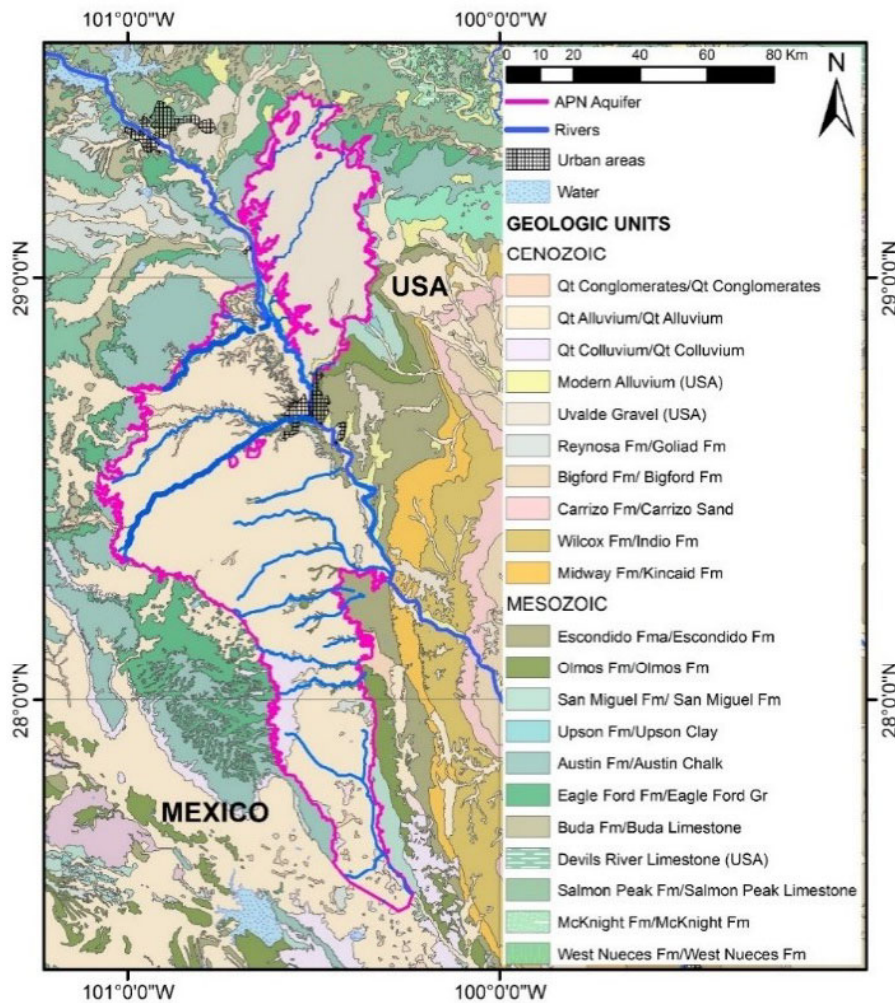 101°0'0"W
100°0'0"W
29°0'0"N
28°0'0"N
USA
MEXICO
0 10 20 40 60 80 Km
N
APN Aquifer
Rivers
Urban areas
Water
GEOLOGIC UNITS
CENOZOIC
Qt Conglomerates/Qt Conglomerates
Qt Alluvium/Qt Alluvium
Qt Colluvium/Qt Colluvium
Modern Alluvium (USA)
Uvalde Gravel (USA)
Reynosa Fm/Goliad Fm
Bigford Fm/ Bigford Fm
Carrizo Fm/Carrizo Sand
Wilcox Fm/Indio Fm
Midway Fm/Kincaid Fm
MESOZOIC
Escondido Fma/Escondido Fm
Olmos Fm/Olmos Fm
San Miguel Fm/ San Miguel Fm
Upson Fm/Upson Clay
Austin Fm/Austin Chalk
Eagle Ford Fm/Eagle Ford Gr
Buda Fm/Buda Limestone
Devils River Limestone (USA)
Salmon Peak Fm/Salmon Peak Limestone
McKnight Fm/McKnight Fm
West Nueces Fm/West Nueces Fm
29°0'0"N
28°0'0"N
101°0'0"W
100°0'0"W